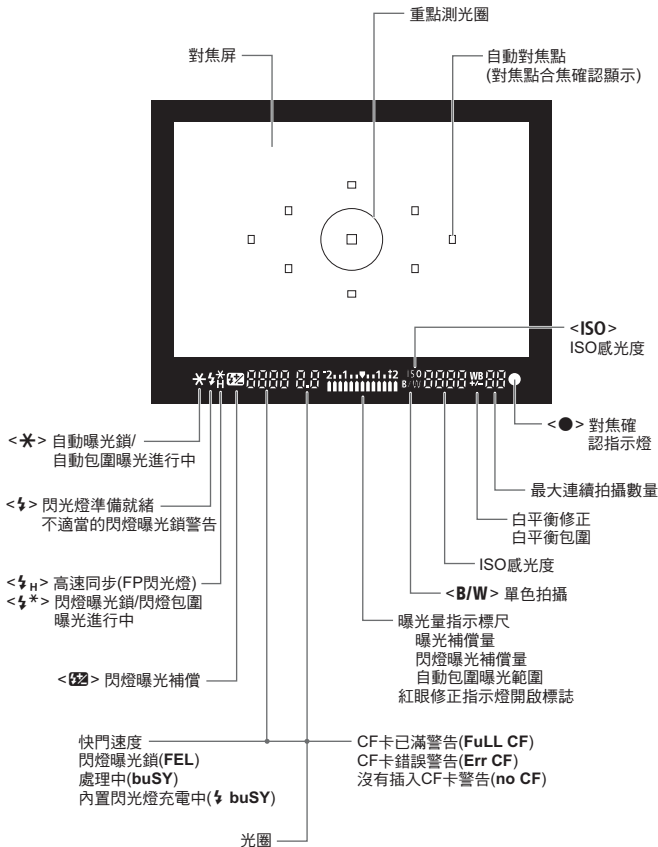 重點測光圈
對焦屏
自動對焦點
(對焦點合焦確認顯示)
<ISO>
ISO感光度
-2..1..▼..1.+2
ISO
B/W
WB
+/-
H
<●> 對焦確
認指示燈
<✱> 自動曝光鎖/
自動包圍曝光進行中
最大連續拍攝數量
<⚡> 閃光燈準備就緒
不適當的閃燈曝光鎖警告
白平衡修正
白平衡包圍
ISO感光度
<⚡H> 高速同步(FP閃光燈)
<⚡*> 閃燈曝光鎖/閃燈包圍
曝光進行中
<B/W> 單色拍攝
曝光量指示標尺
曝光補償量
閃燈曝光補償量
自動包圍曝光範圍
紅眼修正指示燈開啟標誌
<⚡±> 閃燈曝光補償
快門速度
閃燈曝光鎖(FEL)
處理中(buSY)
內置閃光燈充電中(⚡ buSY)
CF卡已滿警告(FuLL CF)
CF卡錯誤警告(Err CF)
沒有插入CF卡警告(no CF)
光圈